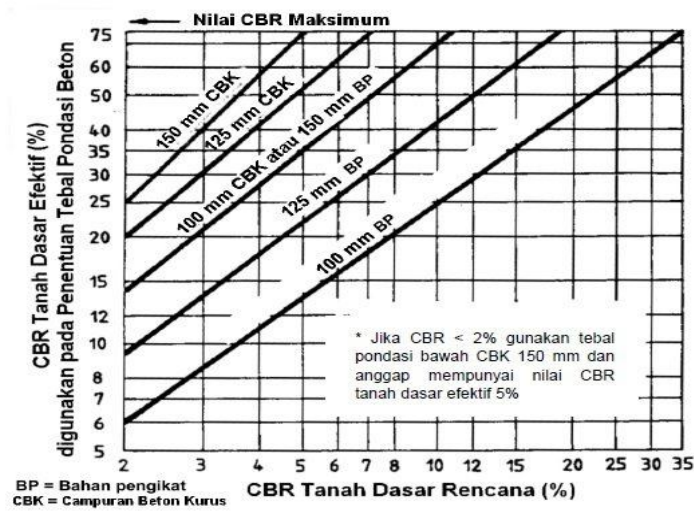 Nilai CBR Maksimum
CBR Tanah Dasar Efektif (%)
digunakan pada Penentuan Tebal Pondasi Beton
75
60
50
40
35
30
25
20
15
12
10
8
7
6
5
150 mm CBK
125 mm CBK
100 mm CBK atau 150 mm BP
125 mm BP
100 mm BP
* Jika CBR < 2% gunakan tebal
pondasi bawah CBK 150 mm dan
anggap mempunyai nilai CBR
tanah dasar efektif 5%
2 3 4 5 6 7 8 10 12 15 20 25 30 35
BP = Bahan pengikat
CBK = Campuran Beton Kurus
CBR Tanah Dasar Rencana (%)